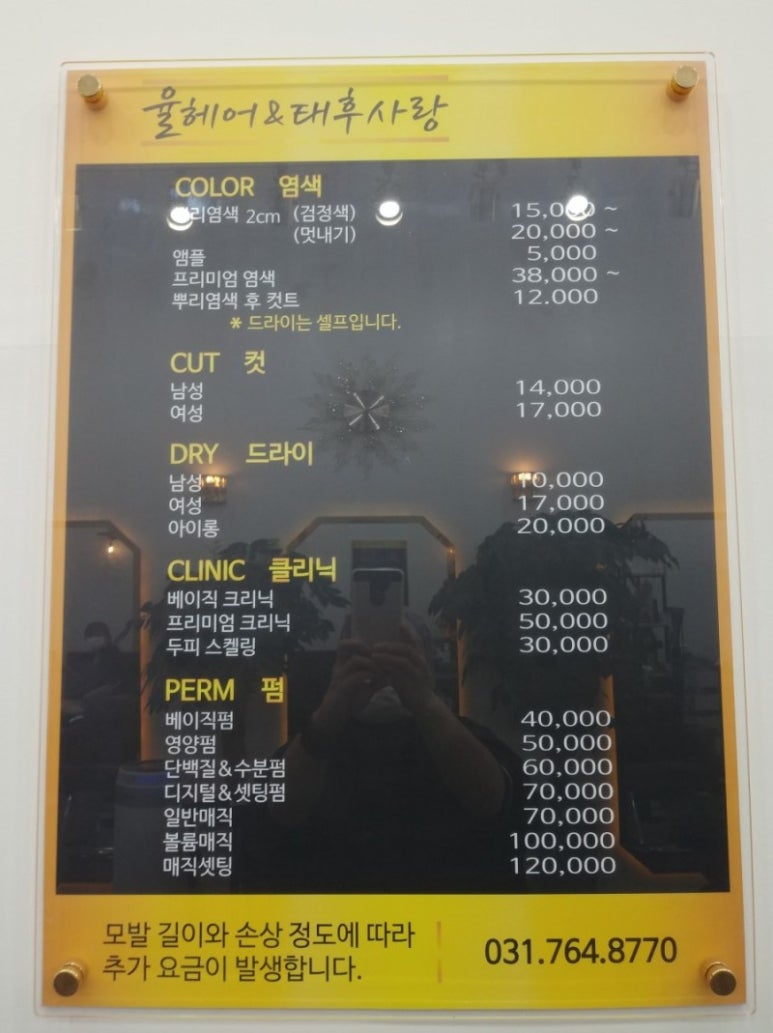 율헤어&태후사랑
COLOR 염색
뿌리염색 2cm (검정색) 15,000 ~
(멋내기) 20,000 ~
앰플 5,000
프리미엄 염색 38,000 ~
뿌리염색 후 컷트 12.000
* 드라이는 셀프입니다.
CUT 컷
남성 14,000
여성 17,000
DRY 드라이
남성 10,000
여성 17,000
아이롱 20,000
CLINIC 클리닉
베이직 크리닉 30,000
프리미엄 크리닉 50,000
두피 스켈링 30,000
PERM 펌
베이직펌 40,000
영양펌 50,000
단백질&수분펌 60,000
디지털&셋팅펌 70,000
일반매직 70,000
볼륨매직 100,000
매직셋팅 120,000
모발 길이와 손상 정도에 따라
추가 요금이 발생합니다.
031.764.8770